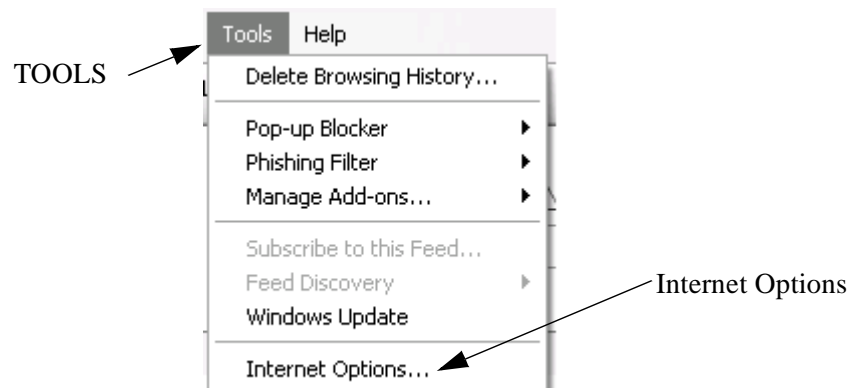 Tools Help
TOOLS
Delete Browsing History...
Pop-up Blocker
Phishing Filter
Manage Add-ons...
Subscribe to this Feed...
Feed Discovery
Internet Options
Windows Update
Internet Options...